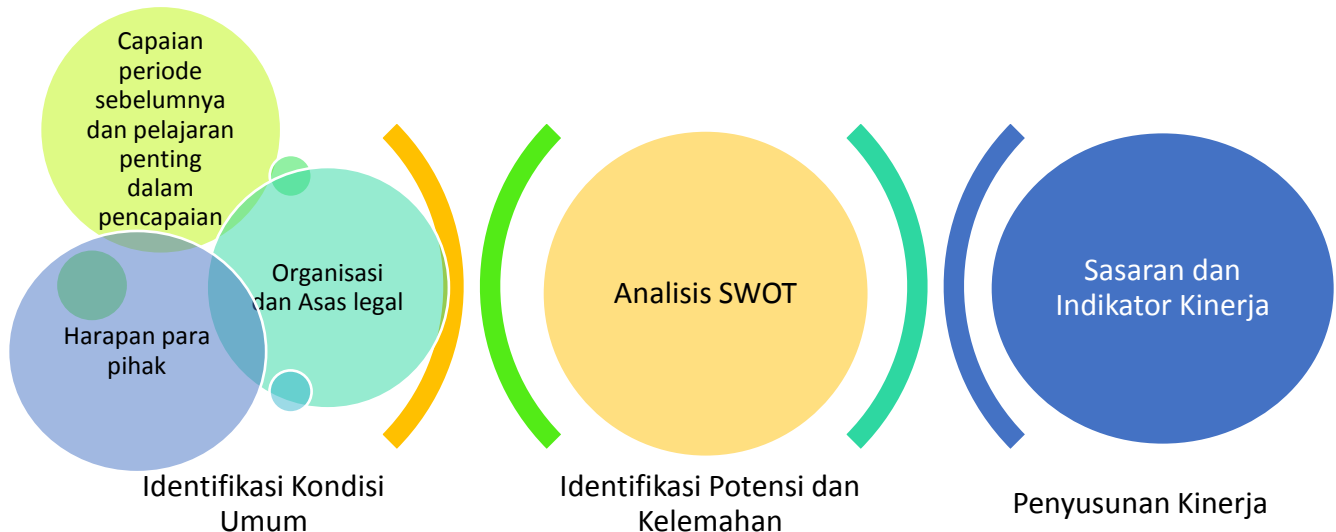 Capaian
periode
sebelumnya
dan pelajaran
penting
dalam
pencapaian
Organisasi
dan Asas legal
Harapan para
pihak
Identifikasi Kondisi
Umum
Analisis SWOT
Identifikasi Potensi dan
Kelemahan
Sasaran dan
Indikator Kinerja
Penyusunan Kinerja